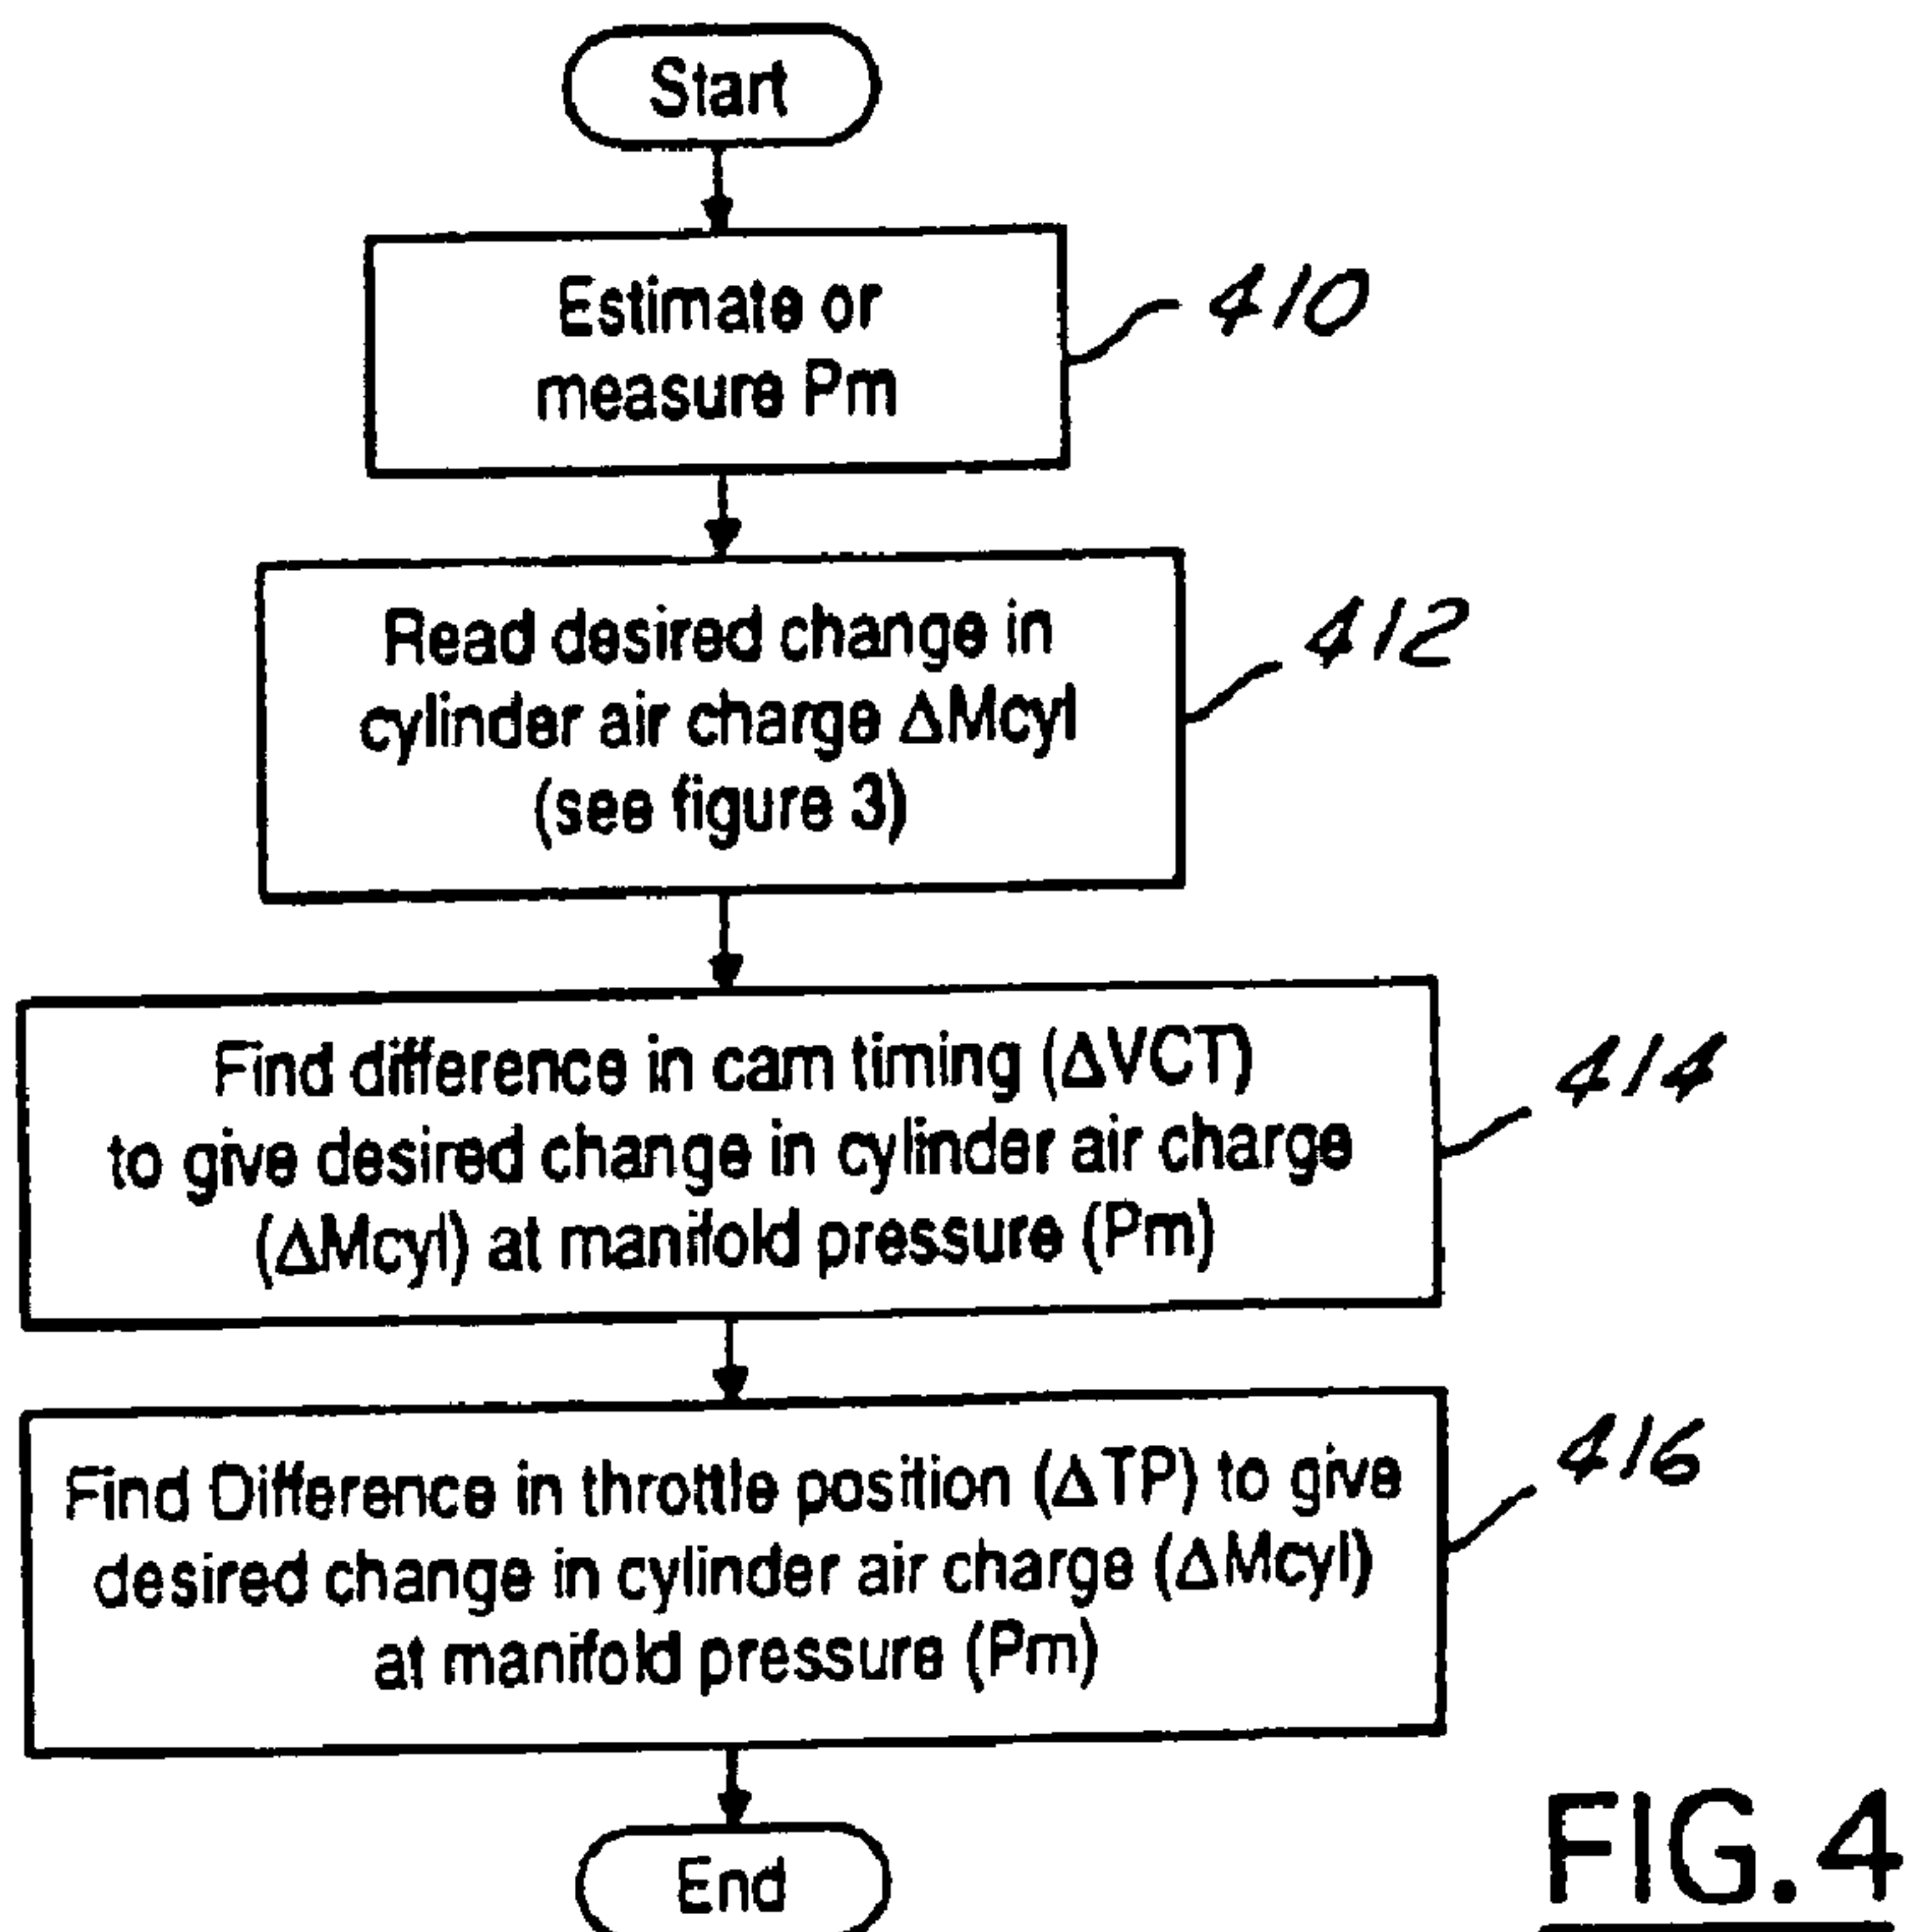 Start
Estimate or
measure Pm
410
Read desired change in
cylinder air charge ΔMcyl
(see figure 3)
412
Find difference in cam timing (ΔVCT)
to give desired change in cylinder air charge
(ΔMcyl) at manifold pressure (Pm)
414
Find Difference in throttle position (ΔTP) to give
desired change in cylinder air charge (ΔMcyl)
at manifold pressure (Pm)
416
End
FIG.4